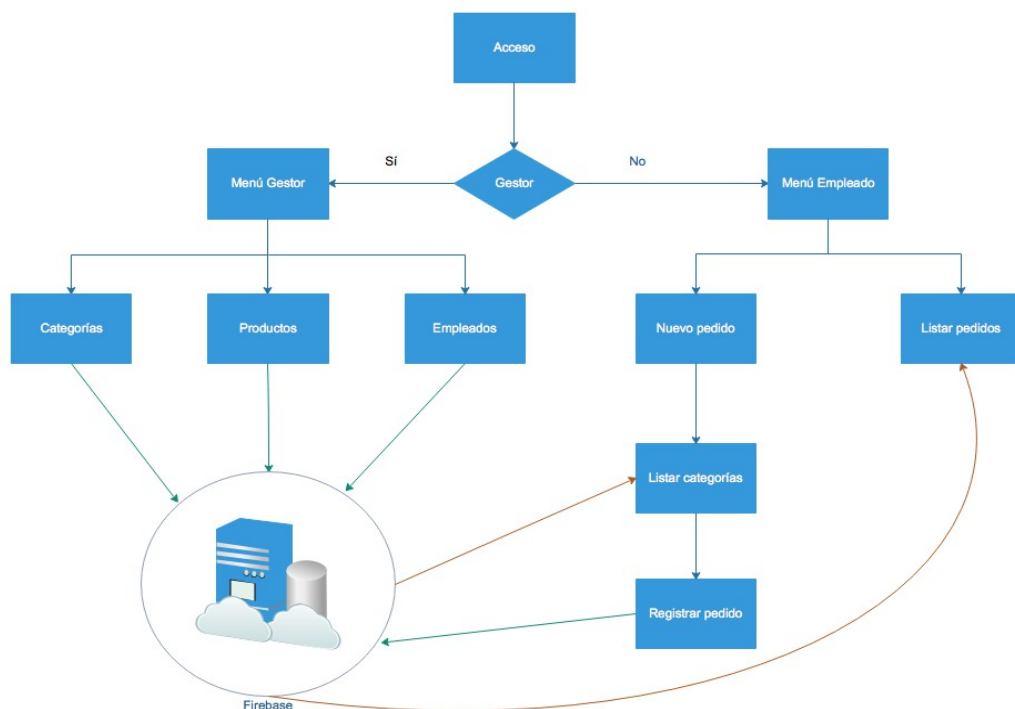 Acceso
Sí
No
Menú Gestor
Gestor
Menú Empleado
Categorías
Productos
Empleados
Nuevo pedido
Listar pedidos
Listar categorías
Registrar pedido
Firebase